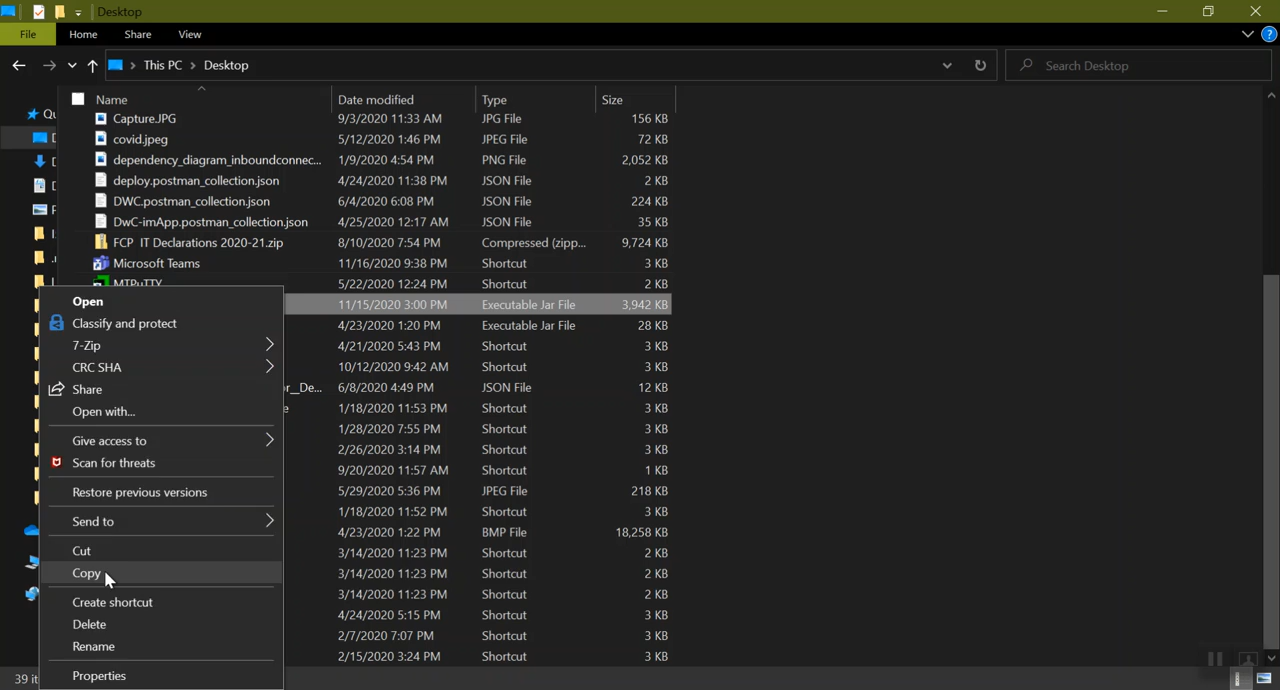 Desktop
File Home Share View
This PC Desktop Search Desktop
Name Date modified Type Size
Capture.JPG 9/3/2020 11:33 AM JPG File 156 KB
covid.jpeg 5/12/2020 1:46 PM JPEG File 72 KB
dependency_diagram_inboundconnec... 1/9/2020 4:54 PM PNG File 2,052 KB
deploy.postman_collection.json 4/24/2020 11:38 PM JSON File 2 KB
DWC.postman_collection.json 6/4/2020 6:08 PM JSON File 224 KB
DwC-imApp.postman_collection.json 4/25/2020 12:17 AM JSON File 35 KB
FCP IT Declarations 2020-21.zip 8/10/2020 7:54 PM Compressed (zipp... 9,724 KB
Microsoft Teams 11/16/2020 9:38 PM Shortcut 3 KB
MTPuTTY 5/22/2020 12:24 PM Shortcut 2 KB
11/15/2020 3:00 PM Executable Jar File 3,942 KB
4/23/2020 1:20 PM Executable Jar File 28 KB
4/21/2020 5:43 PM Shortcut 3 KB
10/12/2020 9:42 AM Shortcut 3 KB
r_De... 6/8/2020 4:49 PM JSON File 12 KB
e 1/18/2020 11:53 PM Shortcut 3 KB
1/28/2020 7:55 PM Shortcut 3 KB
2/26/2020 3:14 PM Shortcut 3 KB
9/20/2020 11:57 AM Shortcut 1 KB
5/29/2020 5:36 PM JPEG File 218 KB
1/18/2020 11:52 PM Shortcut 3 KB
4/23/2020 1:22 PM BMP File 18,258 KB
3/14/2020 11:23 PM Shortcut 2 KB
3/14/2020 11:23 PM Shortcut 2 KB
3/14/2020 11:23 PM Shortcut 2 KB
4/24/2020 5:15 PM Shortcut 3 KB
2/7/2020 7:07 PM Shortcut 3 KB
2/15/2020 3:24 PM Shortcut 3 KB
Open
Classify and protect
7-Zip
CRC SHA
Share
Open with...
Give access to
Scan for threats
Restore previous versions
Send to
Cut
Copy
Create shortcut
Delete
Rename
Properties
39